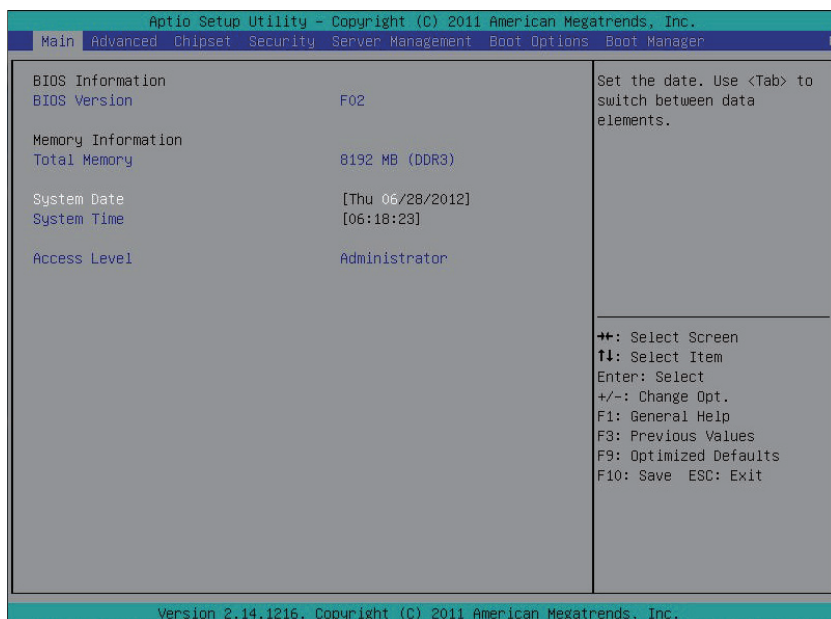 Aptio Setup Utility – Copyright (C) 2011 American Megatrends, Inc.
Main Advanced Chipset Security Server Management Boot Options Boot Manager
BIOS Information
BIOS Version F02
Memory Information
Total Memory 8192 MB (DDR3)
System Date [Thu 06/28/2012]
System Time [06:18:23]
Access Level Administrator
Set the date. Use <Tab> to
switch between data
elements.
→←: Select Screen
↑↓: Select Item
Enter: Select
+/-: Change Opt.
F1: General Help
F3: Previous Values
F9: Optimized Defaults
F10: Save ESC: Exit
Version 2.14.1216. Copyright (C) 2011 American Megatrends, Inc.